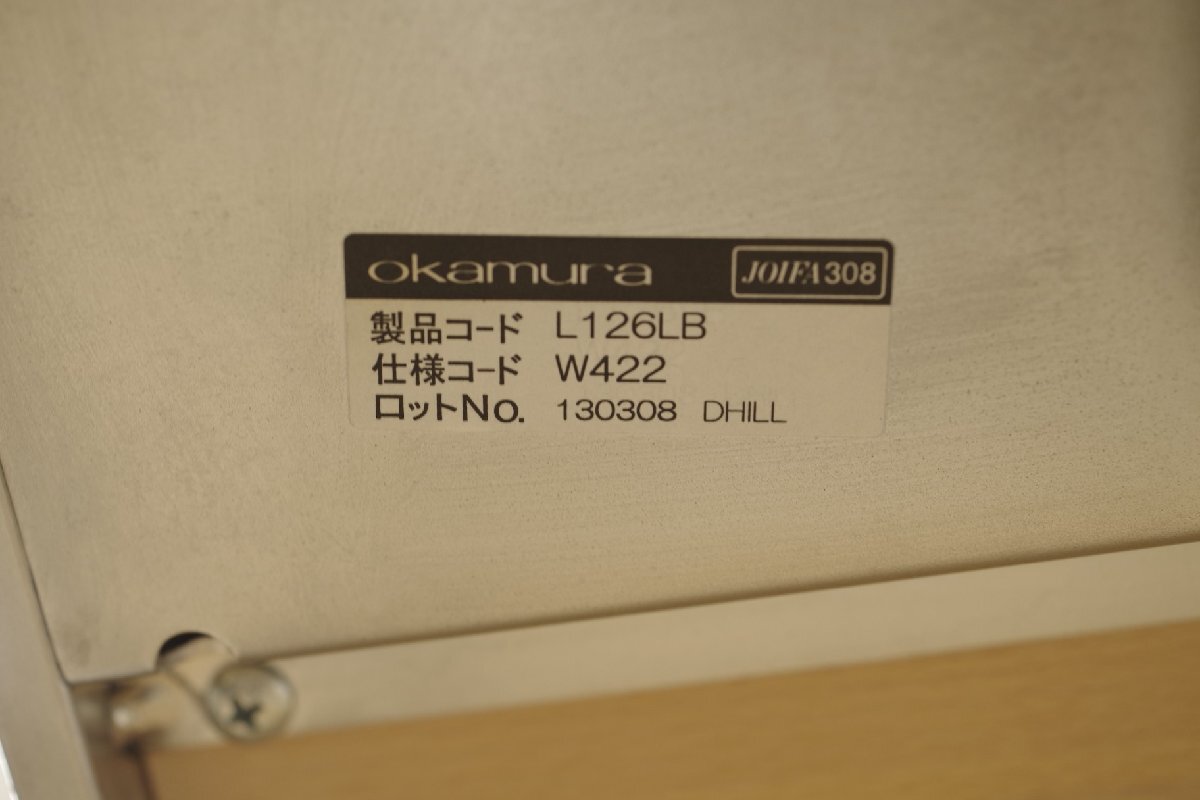 okamura JOIFA308
製品コード L126LB
仕様コード W422
ロットNo. 130308 DHILL